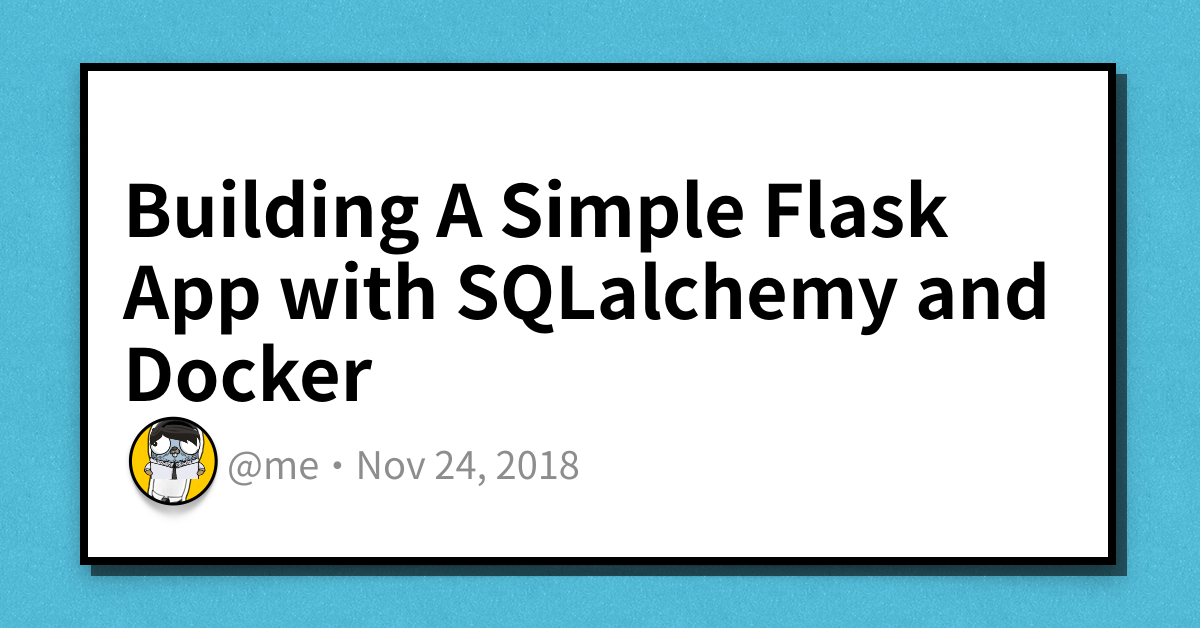 Building A Simple Flask
App with SQLalchemy and
Docker
@me • Nov 24, 2018